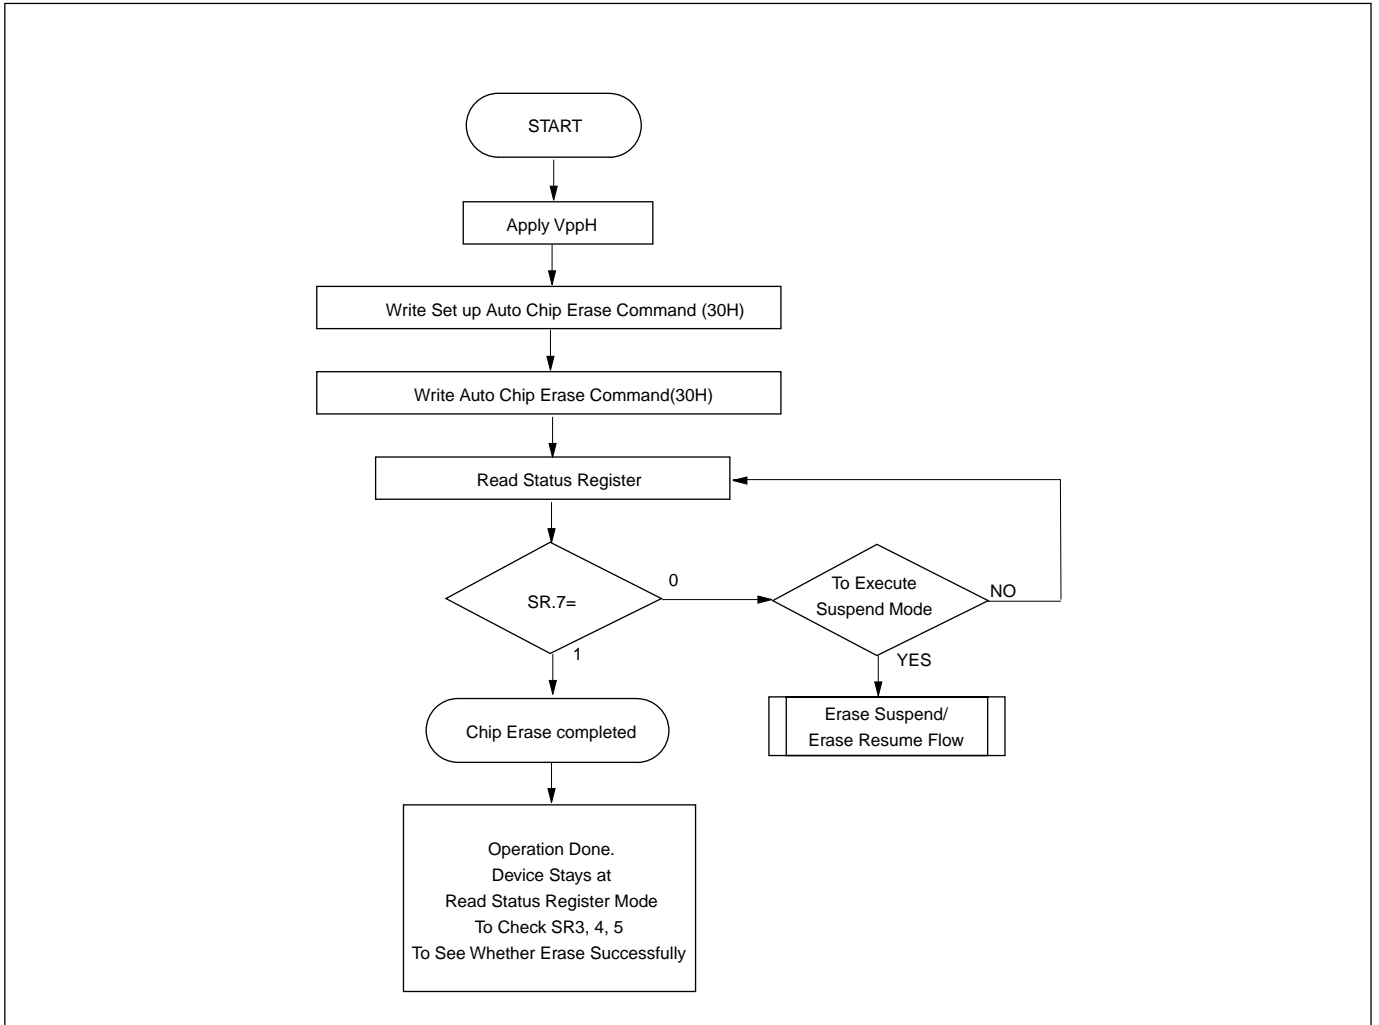 START
Apply VppH
Write Set up Auto Chip Erase Command (30H)
Write Auto Chip Erase Command(30H)
Read Status Register
SR.7=
0
To Execute
Suspend Mode
NO
1
YES
Chip Erase completed
Erase Suspend/
Erase Resume Flow
Operation Done.
Device Stays at
Read Status Register Mode
To Check SR3, 4, 5
To See Whether Erase Successfully